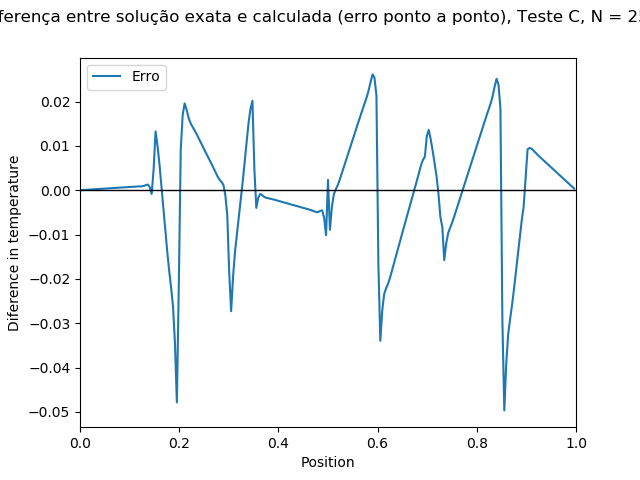 ferença entre solução exata e calculada (erro ponto a ponto), Teste C, N = 2
Erro
0.02
0.01
0.00
−0.01
−0.02
−0.03
−0.04
−0.05
Diference in temperature
0.0 0.2 0.4 0.6 0.8 1.0
Position